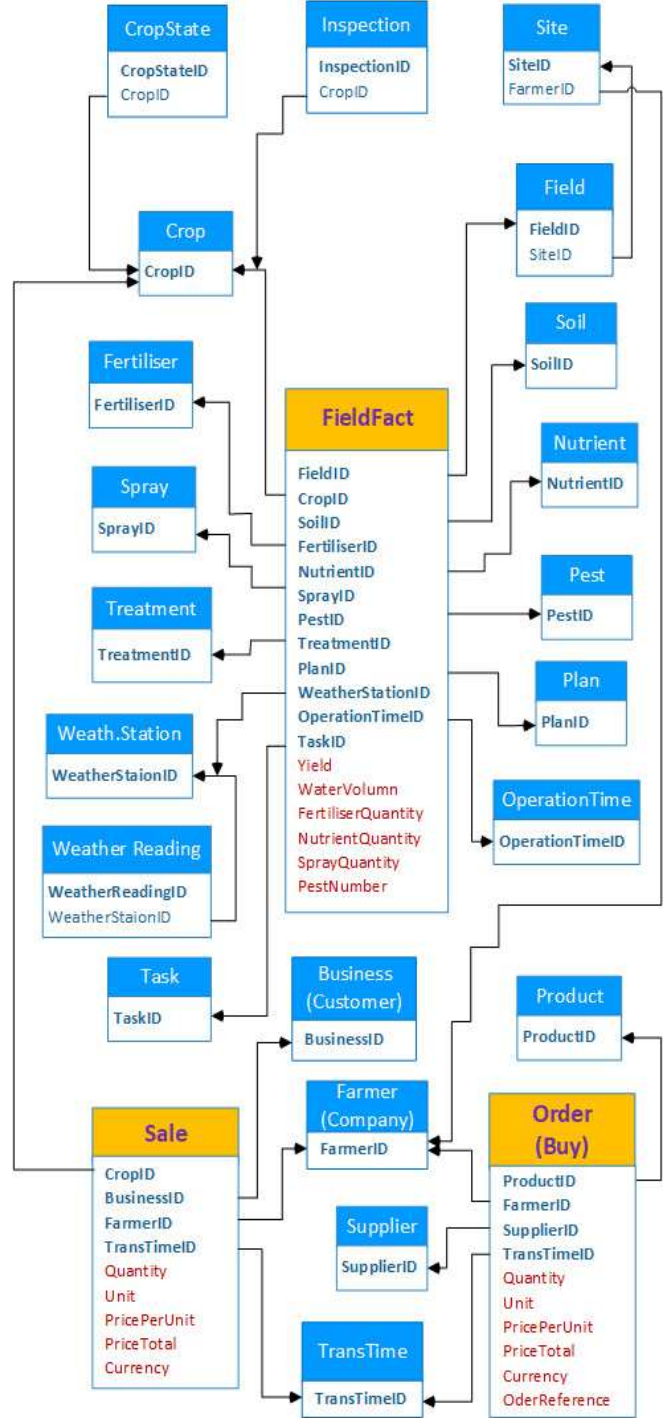 CropState
CropStateID
CropID
Inspection
InspectionID
CropID
Site
SiteID
FarmerID
Field
FieldID
SiteID
Crop
CropID
Soil
SoilID
Fertiliser
FertiliserID
FieldFact
FieldID
CropID
SoilID
FertiliserID
NutrientID
SprayID
PestID
TreatmentID
PlanID
WeatherStationID
OperationTimeID
TaskID
Yield
WaterVolumn
FertiliserQuantity
NutrientQuantity
SprayQuantity
PestNumber
Nutrient
NutrientID
Spray
SprayID
Pest
PestID
Treatment
TreatmentID
Plan
PlanID
Weath.Station
WeatherStaionID
OperationTime
OperationTimeID
Weather Reading
WeatherReadingID
WeatherStaionID
Task
TaskID
Business
(Customer)
BusinessID
Product
ProductID
Farmer
(Company)
FarmerID
Sale
CropID
BusinessID
FarmerID
TransTimeID
Quantity
Unit
PricePerUnit
PriceTotal
Currency
Order
(Buy)
ProductID
FarmerID
SupplierID
TransTimeID
Quantity
Unit
PricePerUnit
PriceTotal
Currency
OderReference
Supplier
SupplierID
TransTime
TransTimeID